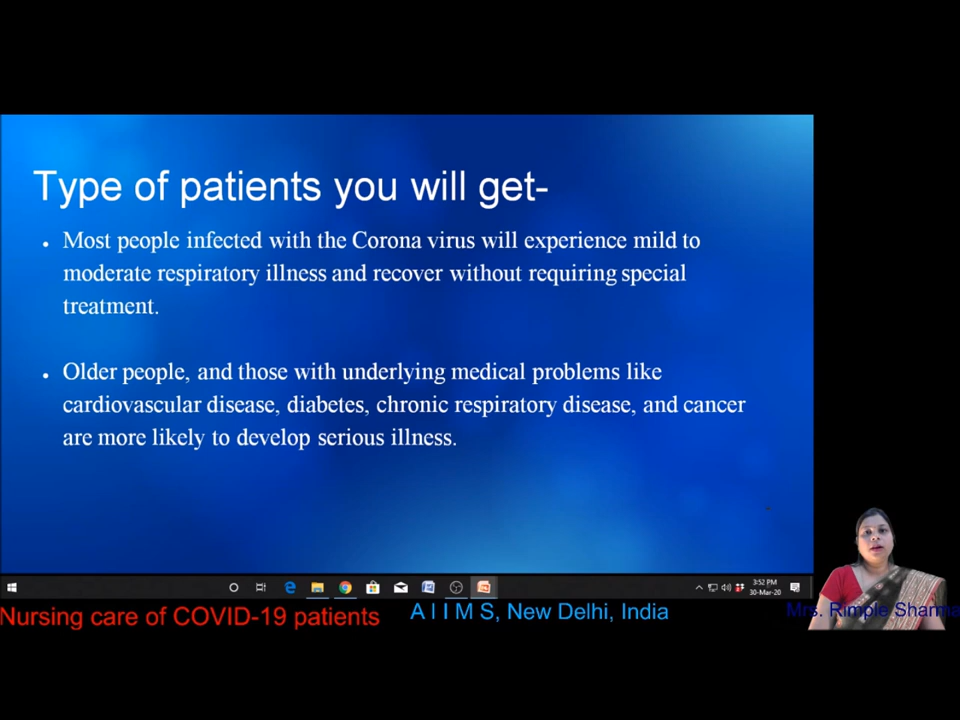 Type of patients you will get-
• Most people infected with the Corona virus will experience mild to
moderate respiratory illness and recover without requiring special
treatment.
• Older people, and those with underlying medical problems like
cardiovascular disease, diabetes, chronic respiratory disease, and cancer
are more likely to develop serious illness.
3:52 PM
30-Mar-20
Nursing care of COVID-19 patients
A I I M S, New Delhi, India
Mrs. Rimple Sharma